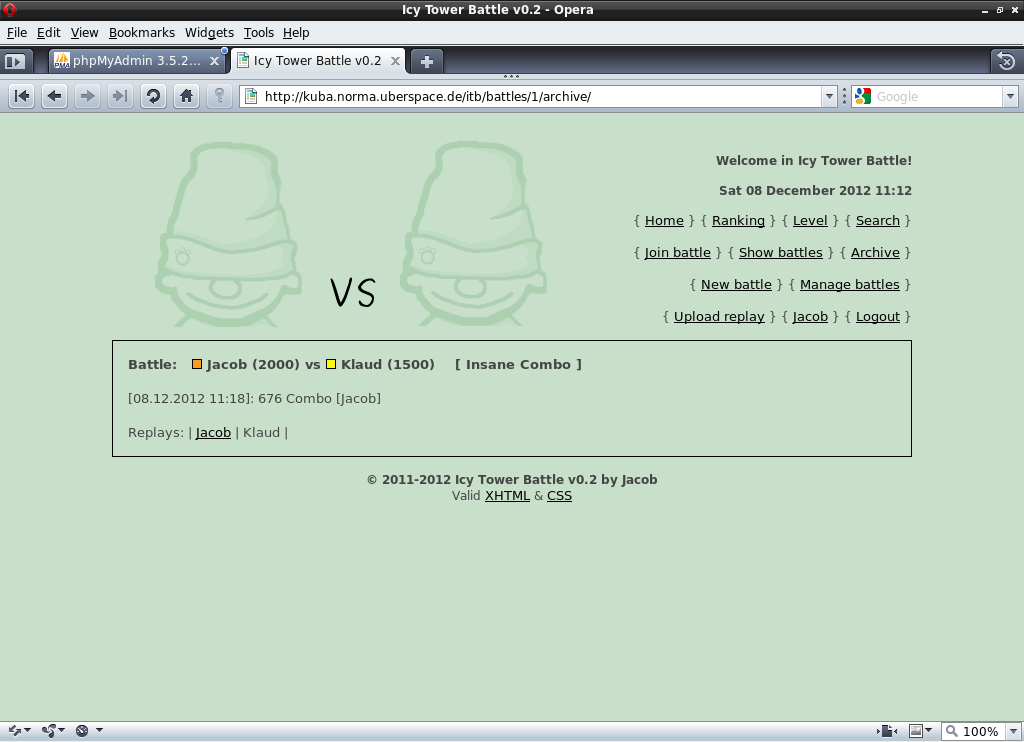 Icy Tower Battle v0.2 - Opera
File Edit View Bookmarks Widgets Tools Help
phpMyAdmin 3.5.2... Icy Tower Battle v0.2
http://kuba.norma.uberspace.de/itb/battles/1/archive/ Google
Welcome in Icy Tower Battle!
Sat 08 December 2012 11:12
{ Home } { Ranking } { Level } { Search }
{ Join battle } { Show battles } { Archive }
{ New battle } { Manage battles }
{ Upload replay } { Jacob } { Logout }
VS
Battle: Jacob (2000) vs Klaud (1500) [ Insane Combo ]
[08.12.2012 11:18]: 676 Combo [Jacob]
Replays: | Jacob | Klaud |
© 2011-2012 Icy Tower Battle v0.2 by Jacob
Valid XHTML & CSS
100%